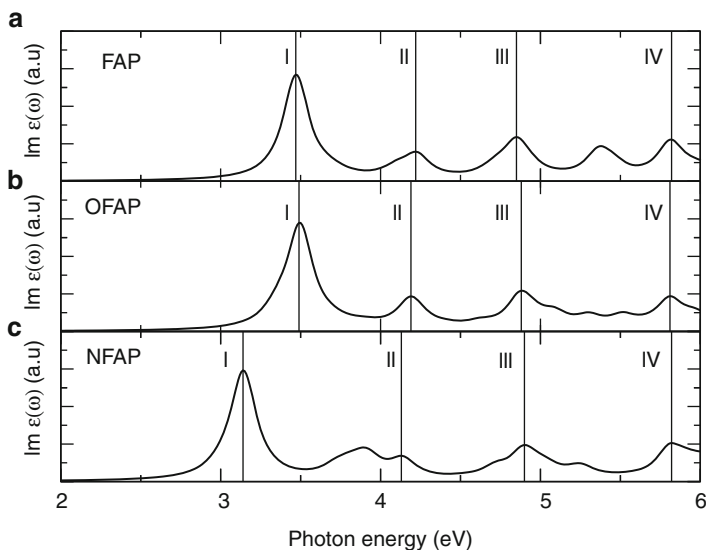 a
FAP
I
II
III
IV
Im ε(ω) (a.u)
b
OFAP
I
II
III
IV
Im ε(ω) (a.u)
c
NFAP
I
II
III
IV
Im ε(ω) (a.u)
2
3
4
5
6
Photon energy (eV)